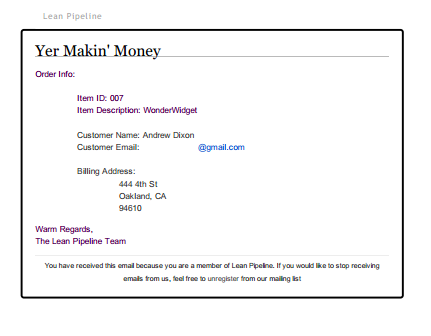 Lean Pipeline
Yer Makin' Money
Order Info:
Item ID: 007
Item Description: WonderWidget
Customer Name: Andrew Dixon
Customer Email: @gmail.com
Billing Address:
444 4th St
Oakland, CA
94610
Warm Regards,
The Lean Pipeline Team
You have received this email because you are a member of Lean Pipeline. If you would like to stop receiving
emails from us, feel free to unregister from our mailing list